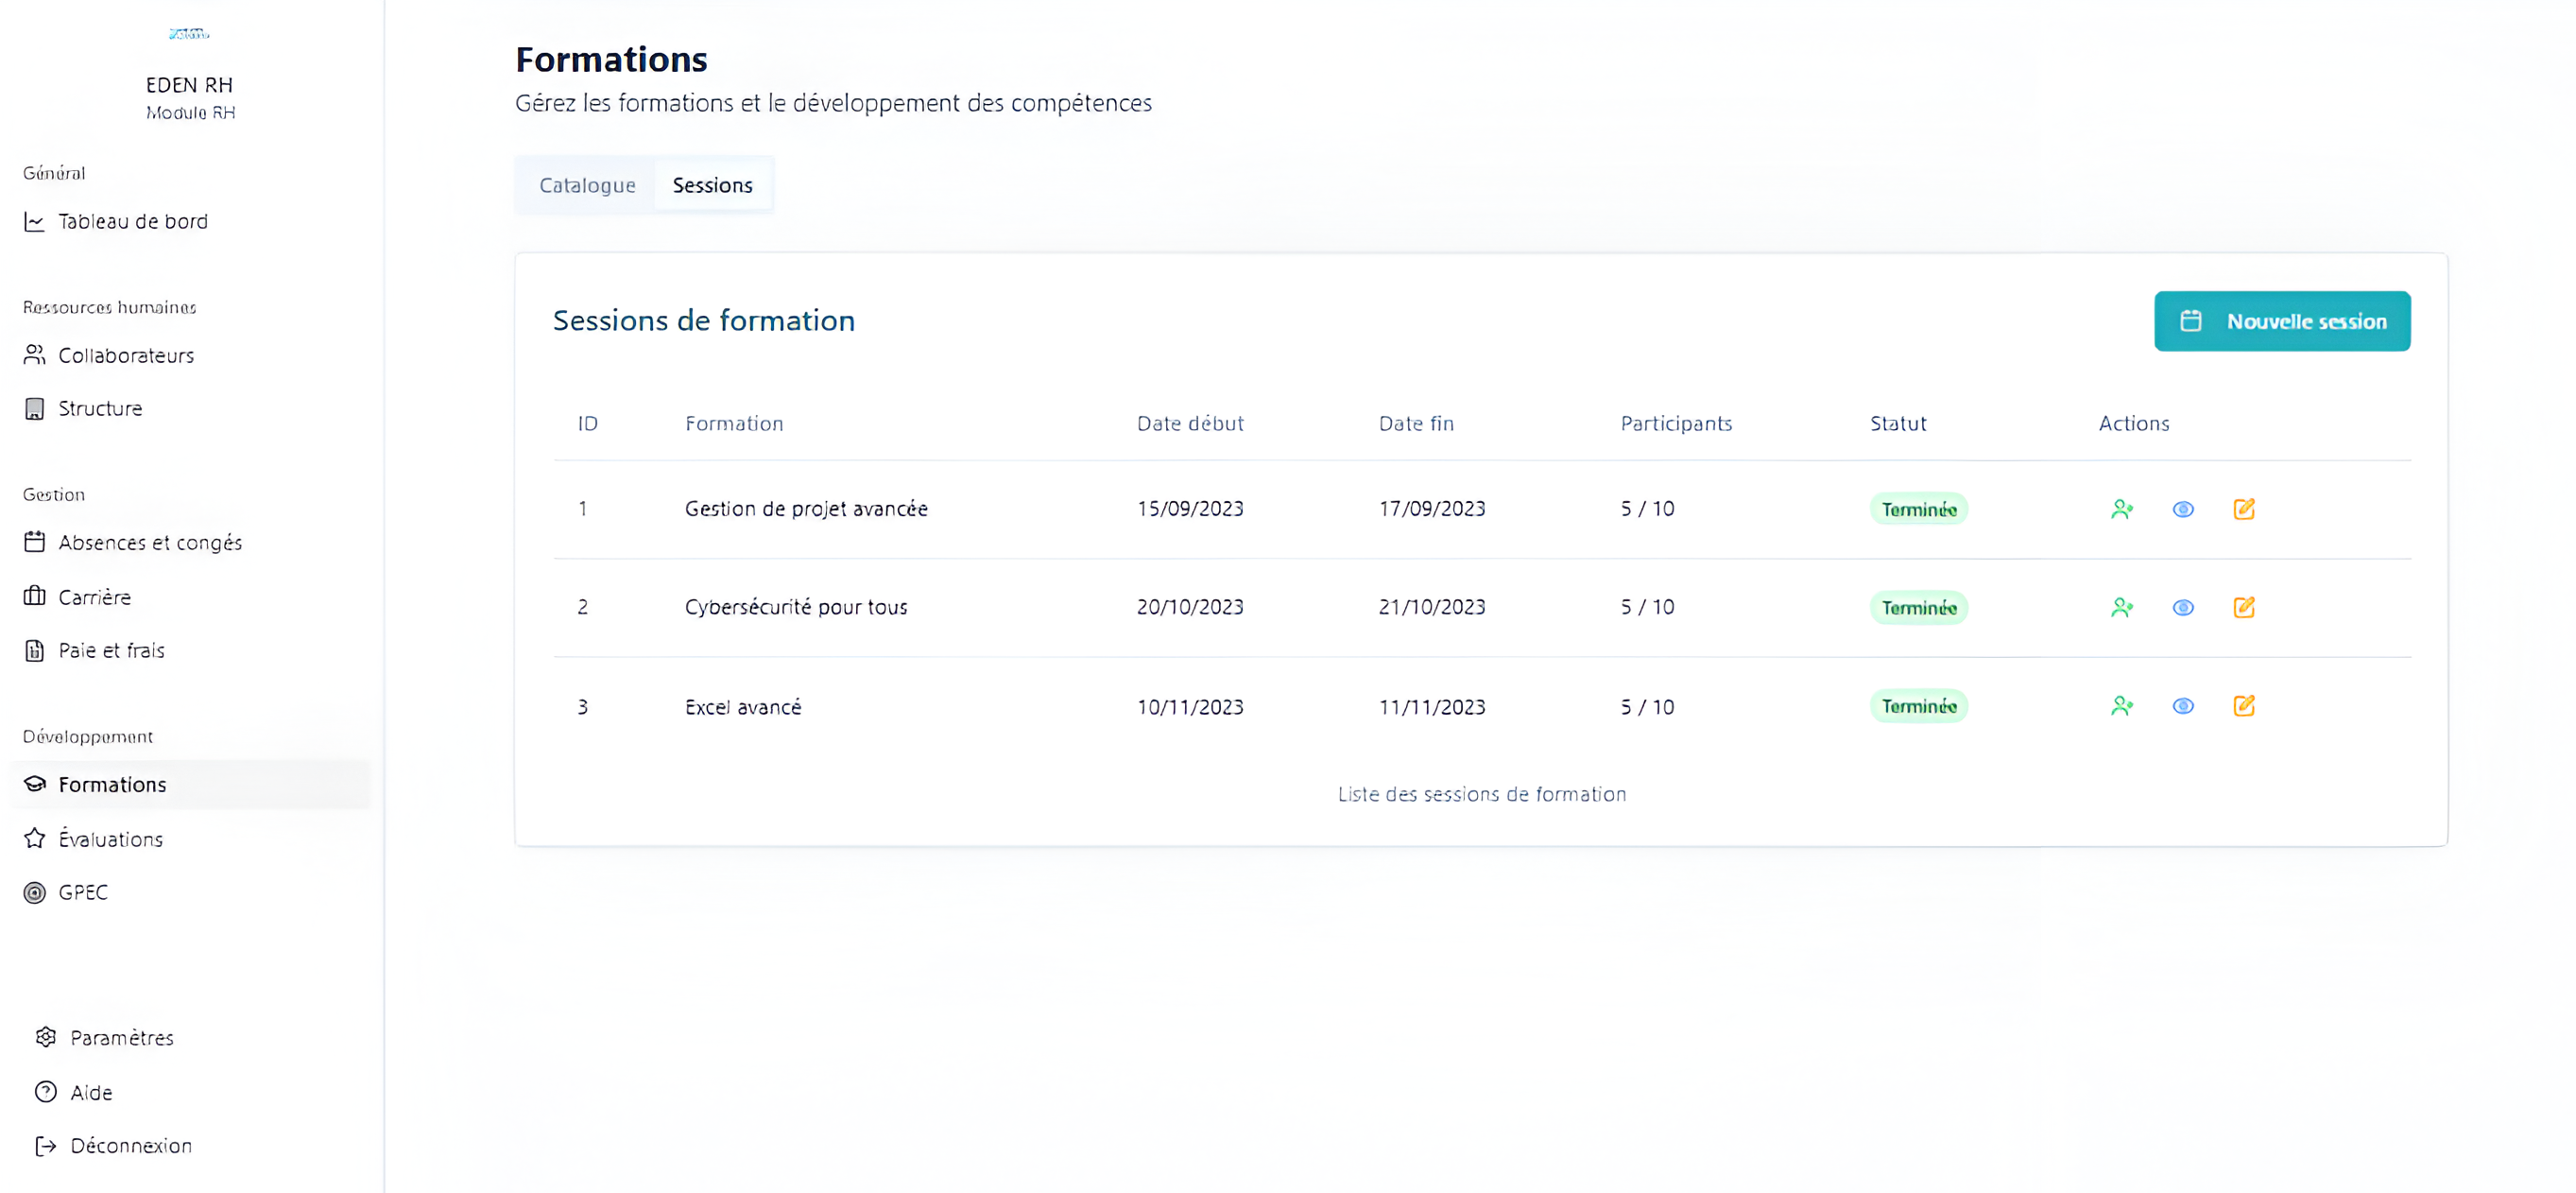 EDEN RH
Module RH
Général
Tableau de bord
Ressources humaines
Collaborateurs
Structure
Gestion
Absences et congés
Carrière
Paie et frais
Développement
Formations
Évaluations
GPEC
Paramètres
Aide
Déconnexion
Formations
Gérez les formations et le développement des compétences
Catalogue Sessions
Sessions de formation
Nouvelle session
ID Formation Date début Date fin Participants Statut Actions
1 Gestion de projet avancée 15/09/2023 17/09/2023 5 / 10 Terminée
2 Cybersécurité pour tous 20/10/2023 21/10/2023 5 / 10 Terminée
3 Excel avancé 10/11/2023 11/11/2023 5 / 10 Terminée
Liste des sessions de formation